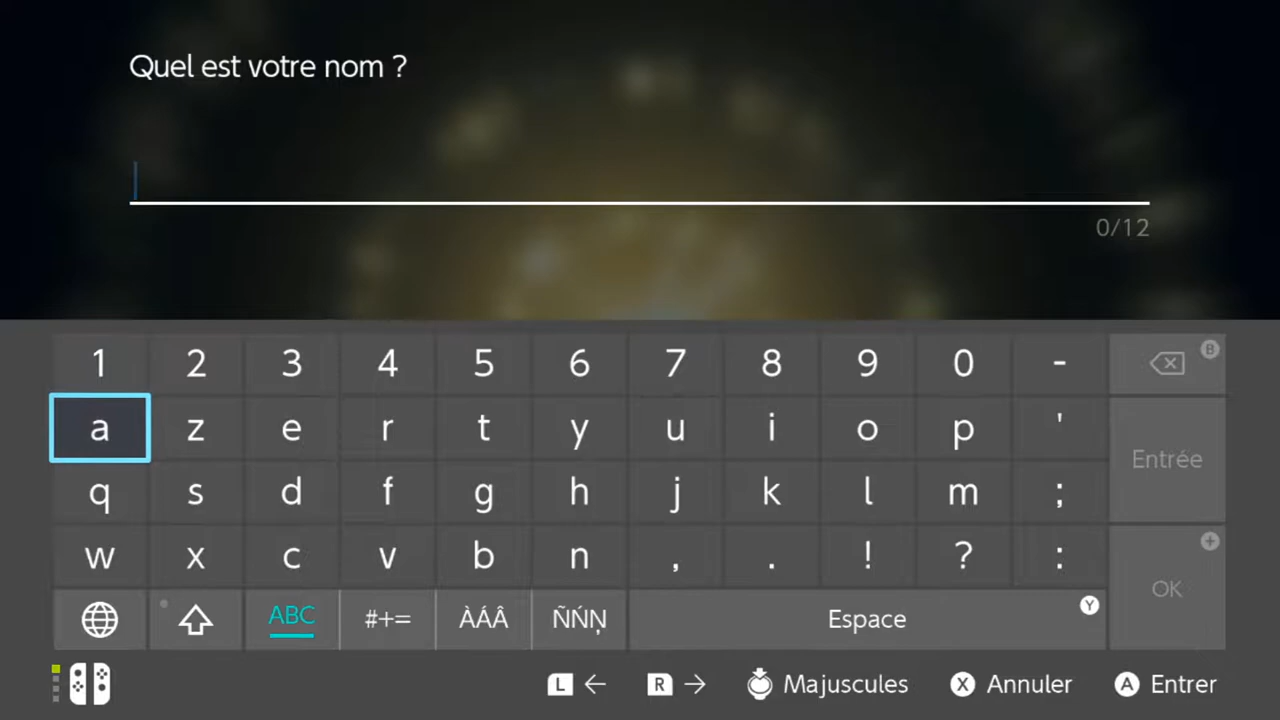 Quel est votre nom ?
0/12
1 2 3 4 5 6 7 8 9 0 -
B
a z e r t y u i o p '
Entrée
q s d f g h j k l m ;
w x c v b n , . ! ? :
+
OK
ABC #+= ÀÁÂ ÑŃŅ Espace Y
L ← R → Majuscules X Annuler A Entrer